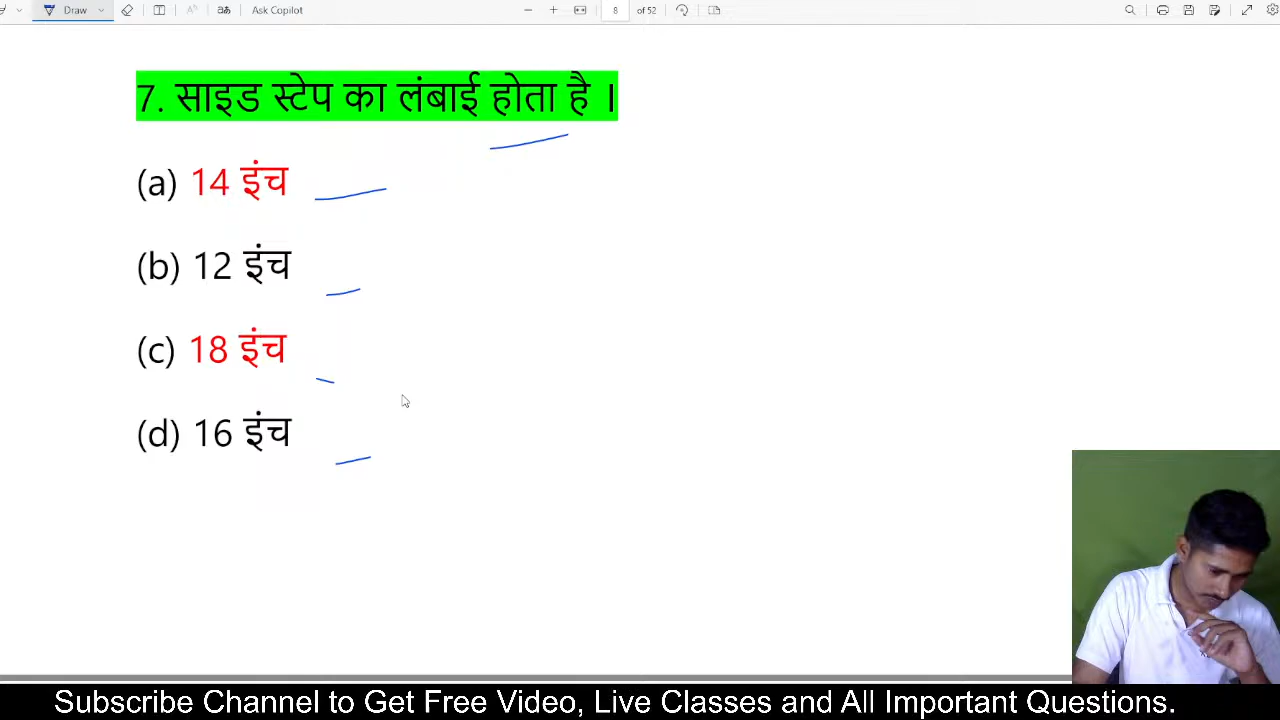 Draw
Ask Copilot
8 of 52
7. साइड स्टेप का लंबाई होता है ।
(a) 14 इंच
(b) 12 इंच
(c) 18 इंच
(d) 16 इंच
Subscribe Channel to Get Free Video, Live Classes and All Important Questions.